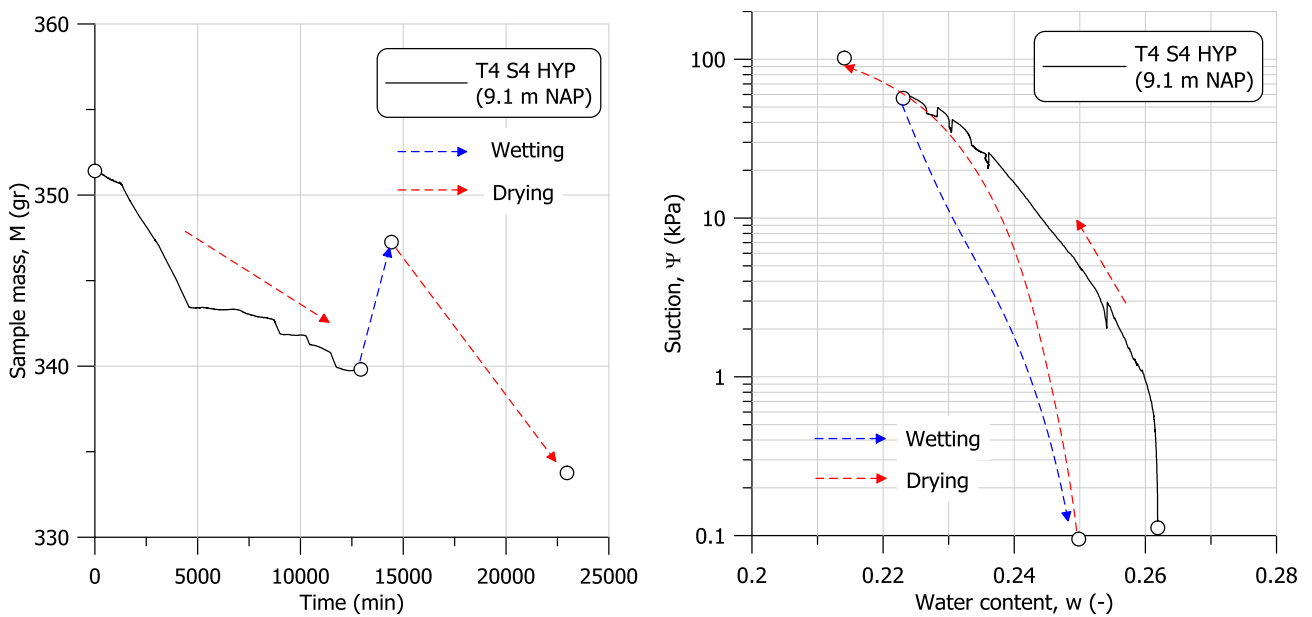 360
350
340
330
Sample mass, M (gr)
T4 S4 HYP
(9.1 m NAP)
Wetting
Drying
0
5000
10000
15000
20000
25000
Time (min)
100
10
1
0.1
Suction, Ψ (kPa)
T4 S4 HYP
(9.1 m NAP)
Wetting
Drying
0.2
0.22
0.24
0.26
0.28
Water content, w (-)